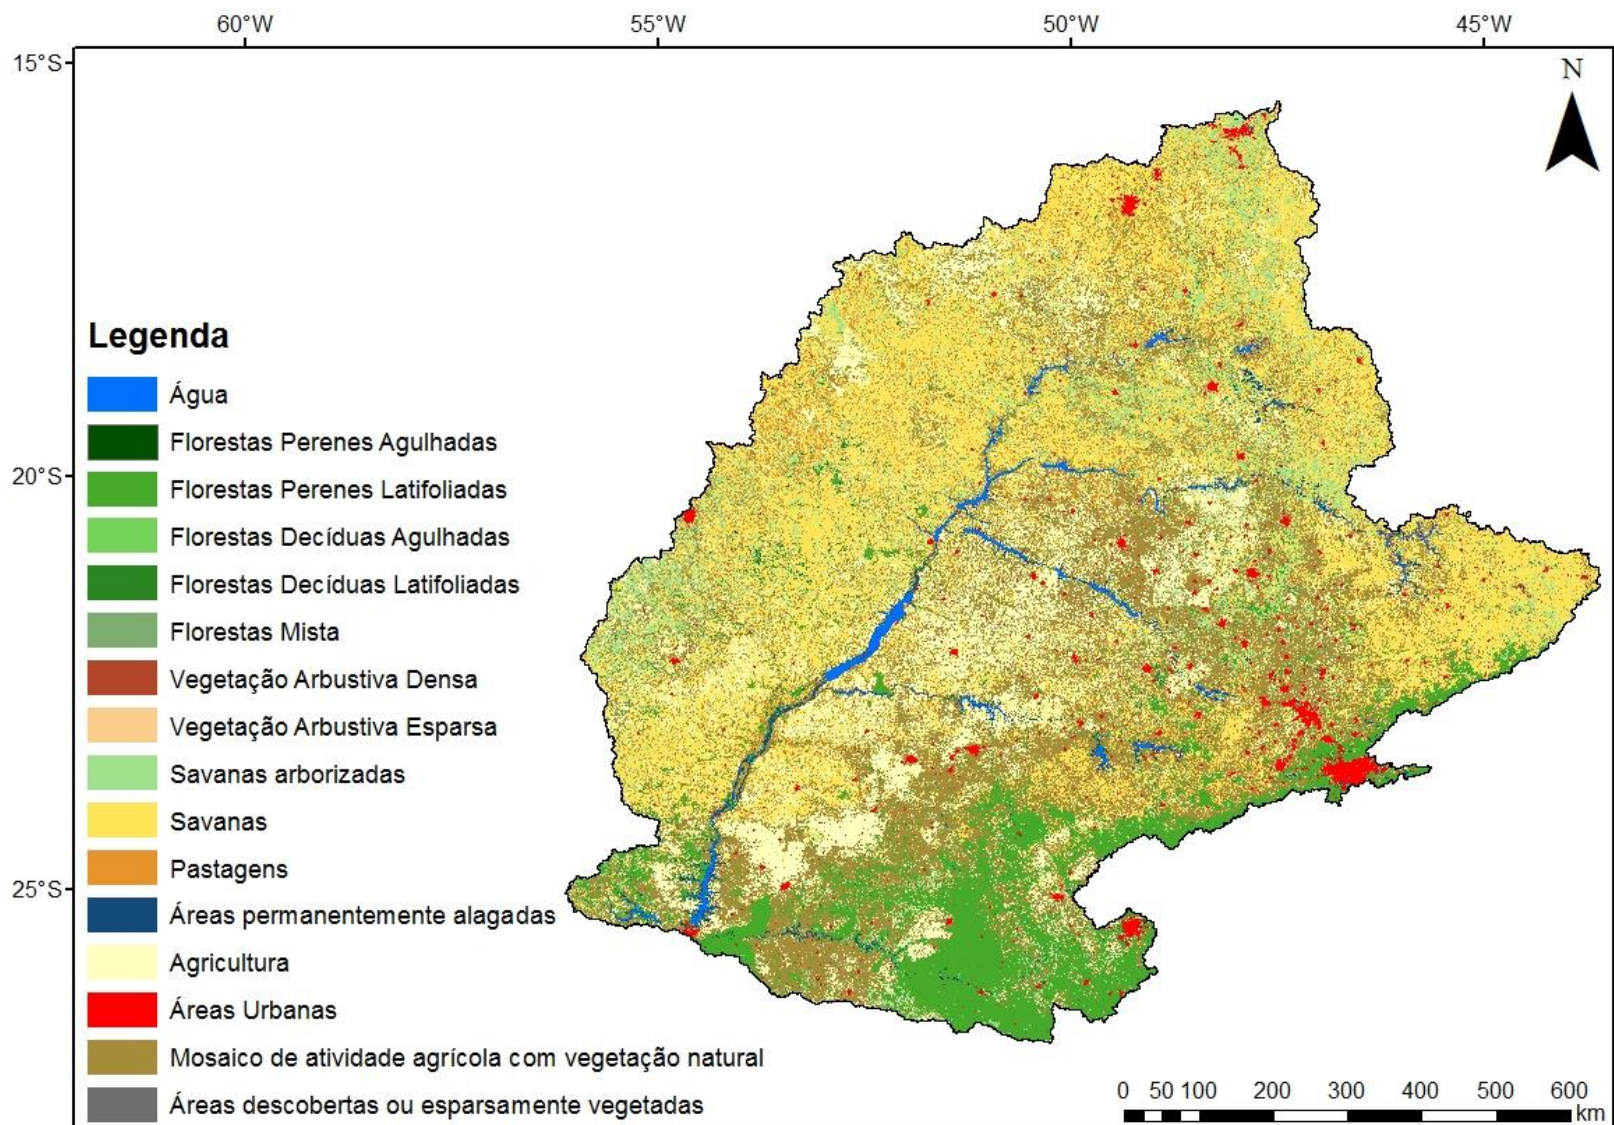 60°W 55°W 50°W 45°W
15°S
N
20°S
25°S
Legenda
Água
Florestas Perenes Agulhadas
Florestas Perenes Latifoliadas
Florestas Decíduas Agulhadas
Florestas Decíduas Latifoliadas
Florestas Mista
Vegetação Arbustiva Densa
Vegetação Arbustiva Esparsa
Savanas arborizadas
Savanas
Pastagens
Áreas permanentemente alagadas
Agricultura
Áreas Urbanas
Mosaico de atividade agrícola com vegetação natural
Áreas descobertas ou esparsamente vegetadas
0 50 100 200 300 400 500 600
km